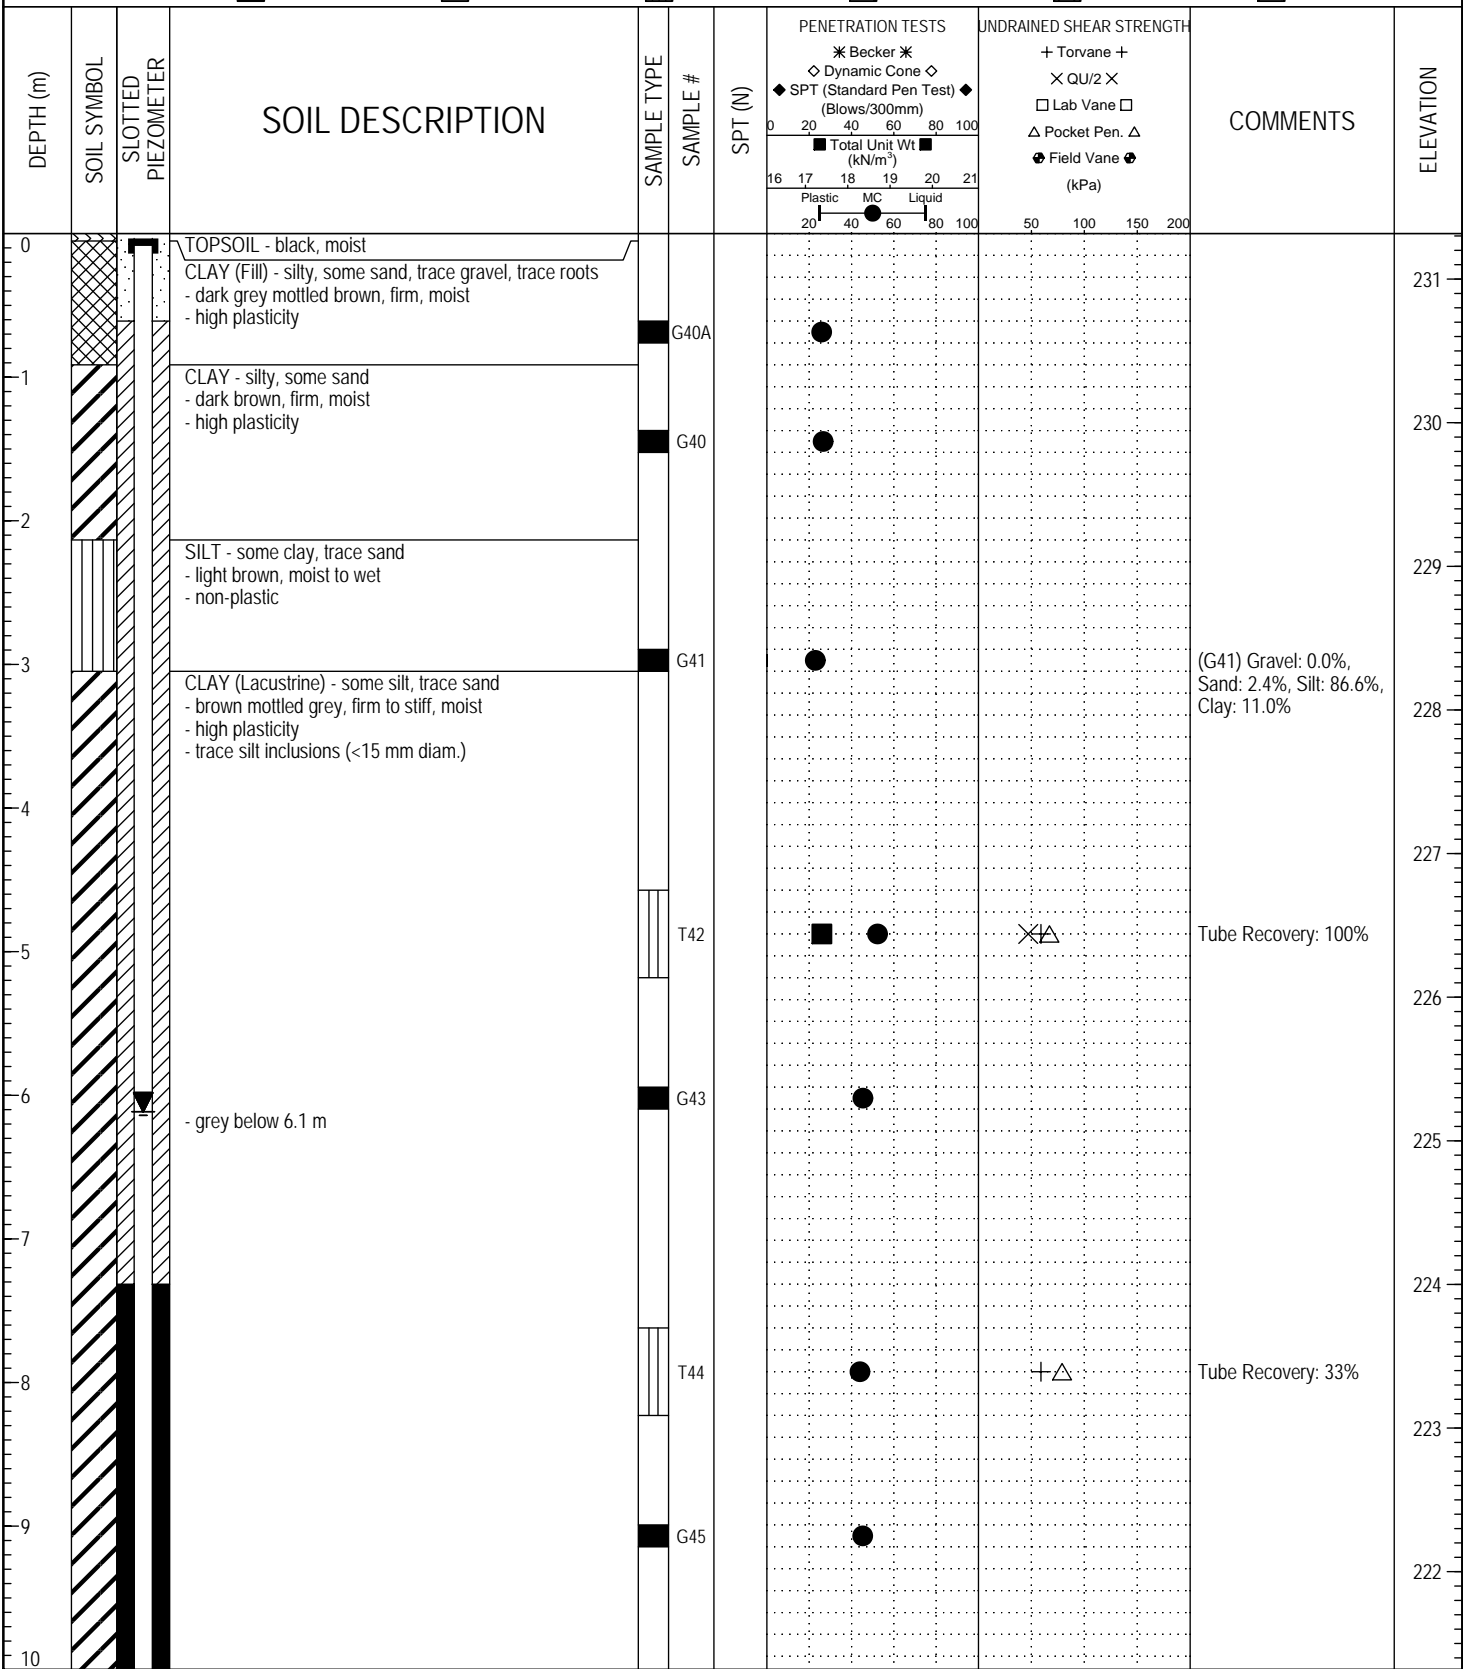 DEPTH (m)
SOIL SYMBOL
SLOTTED
PIEZOMETER
SOIL DESCRIPTION
SAMPLE TYPE
SAMPLE #
SPT (N)
PENETRATION TESTS
Becker
Dynamic Cone
SPT (Standard Pen Test)
(Blows/300mm)
0 20 40 60 80 100
Total Unit Wt
(kN/m³)
16 17 18 19 20 21
Plastic MC Liquid
20 40 60 80 100
UNDRAINED SHEAR STRENGTH
Torvane
QU/2
Lab Vane
Pocket Pen.
Field Vane
(kPa)
50 100 150 200
COMMENTS
ELEVATION
0
TOPSOIL - black, moist
CLAY (Fill) - silty, some sand, trace gravel, trace roots
- dark grey mottled brown, firm, moist
- high plasticity
231
G40A
1
CLAY - silty, some sand
- dark brown, firm, moist
- high plasticity
230
G40
2
SILT - some clay, trace sand
- light brown, moist to wet
- non-plastic
229
3
G41
(G41) Gravel: 0.0%,
Sand: 2.4%, Silt: 86.6%,
Clay: 11.0%
CLAY (Lacustrine) - some silt, trace sand
- brown mottled grey, firm to stiff, moist
- high plasticity
- trace silt inclusions (<15 mm diam.)
228
4
227
T42
Tube Recovery: 100%
5
226
6
G43
- grey below 6.1 m
225
7
224
T44
Tube Recovery: 33%
8
223
9
G45
222
10